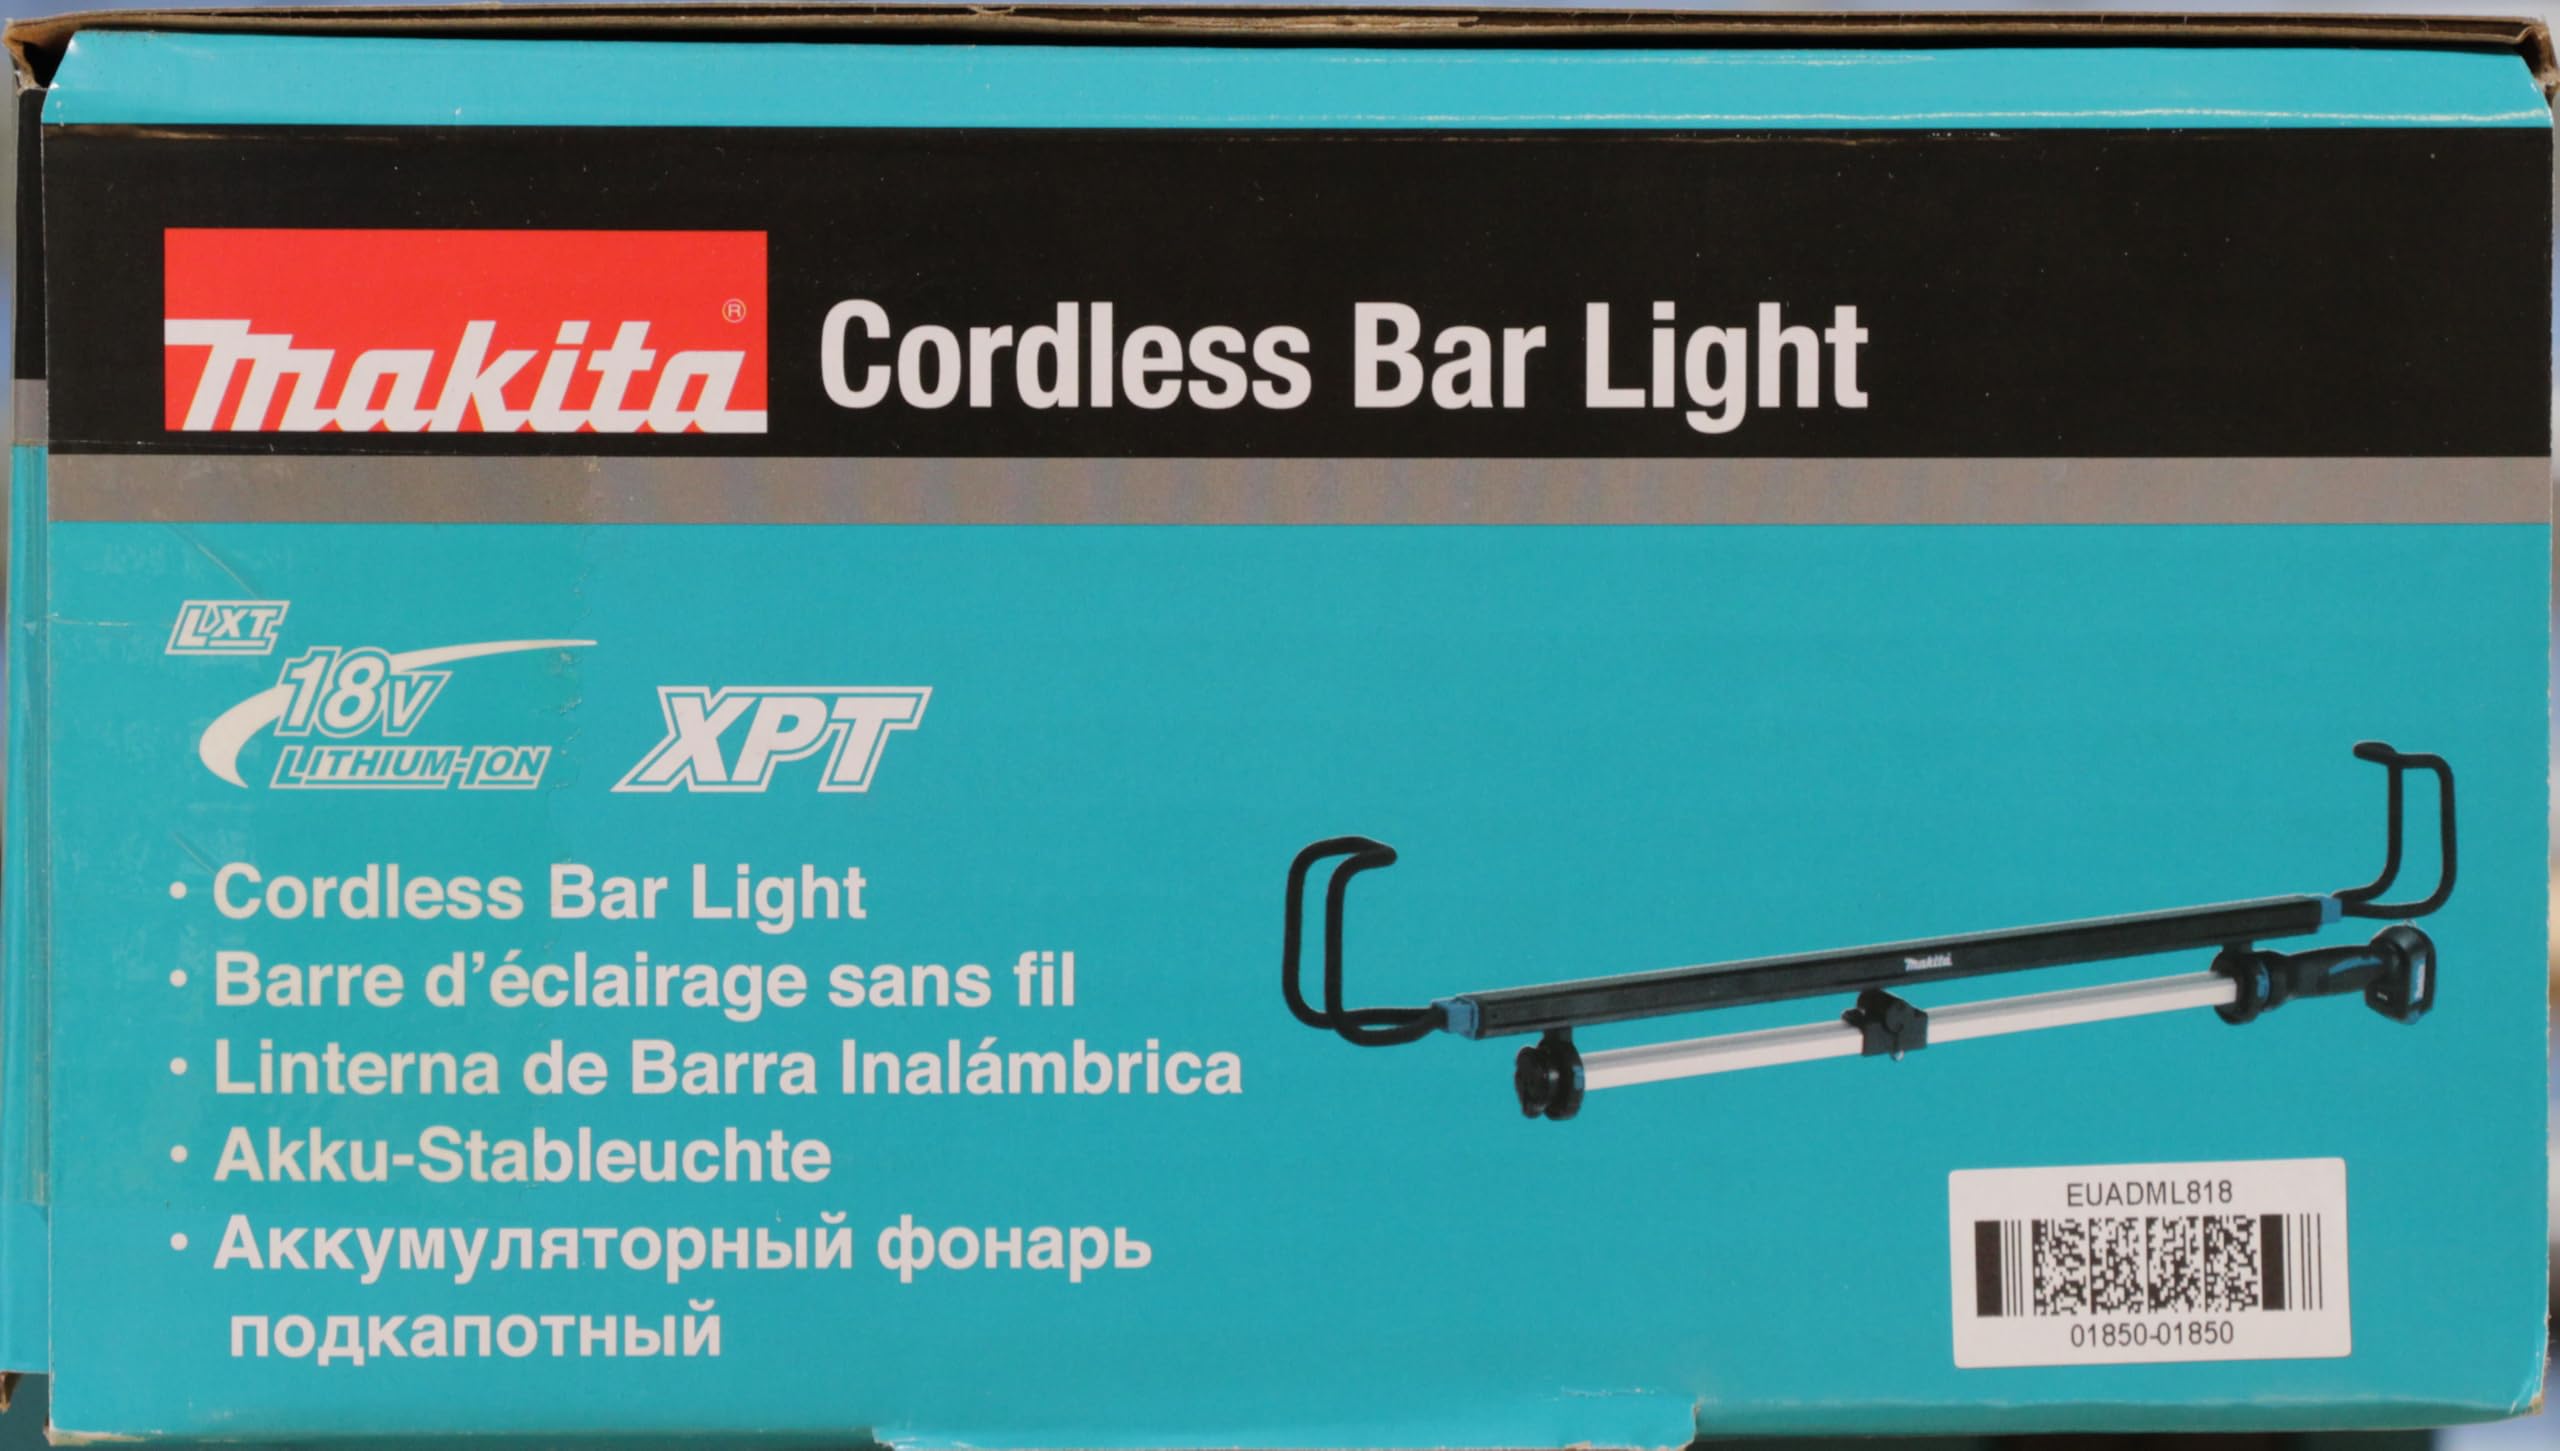 makita® Cordless Bar Light
LXT
18V
LITHIUM-ION
XPT
• Cordless Bar Light
• Barre d’éclairage sans fil
• Linterna de Barra Inalámbrica
• Akku-Stableuchte
• Аккумуляторный фонарь
подкапотный
makita
EUADML818
01850-01850